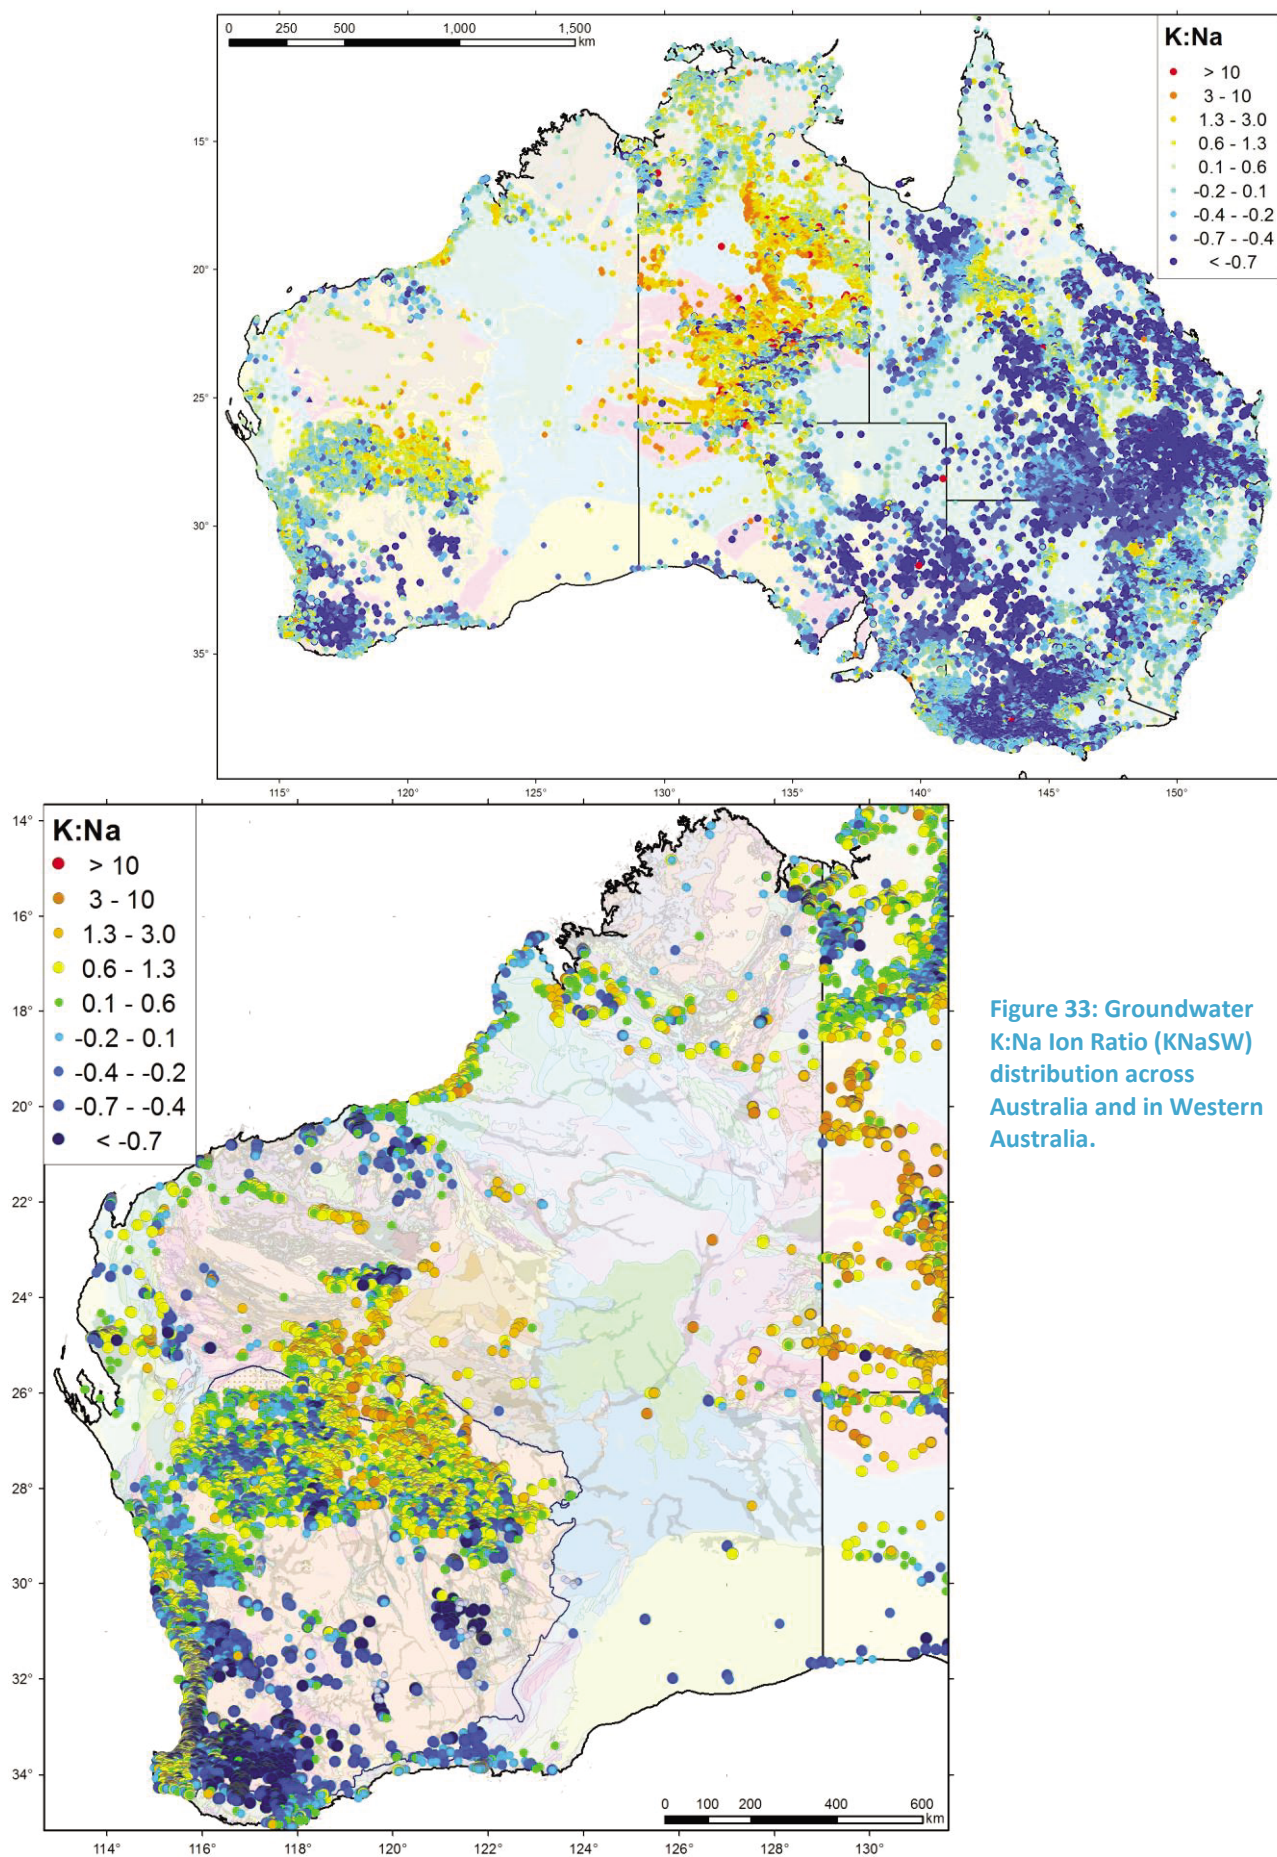 0 250 500 1,000 1,500
km
K:Na
> 10
3 - 10
1.3 - 3.0
0.6 - 1.3
0.1 - 0.6
-0.2 - 0.1
-0.4 - -0.2
-0.7 - -0.4
< -0.7
15°
20°
25°
30°
35°
115° 120° 125° 130° 135° 140° 145° 150°
K:Na
> 10
3 - 10
1.3 - 3.0
0.6 - 1.3
0.1 - 0.6
-0.2 - 0.1
-0.4 - -0.2
-0.7 - -0.4
< -0.7
14°
16°
18°
20°
22°
24°
26°
28°
30°
32°
34°
Figure 33: Groundwater
K:Na Ion Ratio (KNaSW)
distribution across
Australia and in Western
Australia.
0 100 200 400 600
km
114° 116° 118° 120° 122° 124° 126° 128° 130°